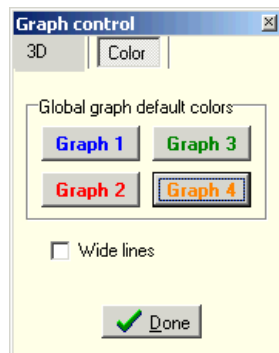 Graph control
3D Color
Global graph default colors
Graph 1 Graph 3
Graph 2 Graph 4
Wide lines
Done